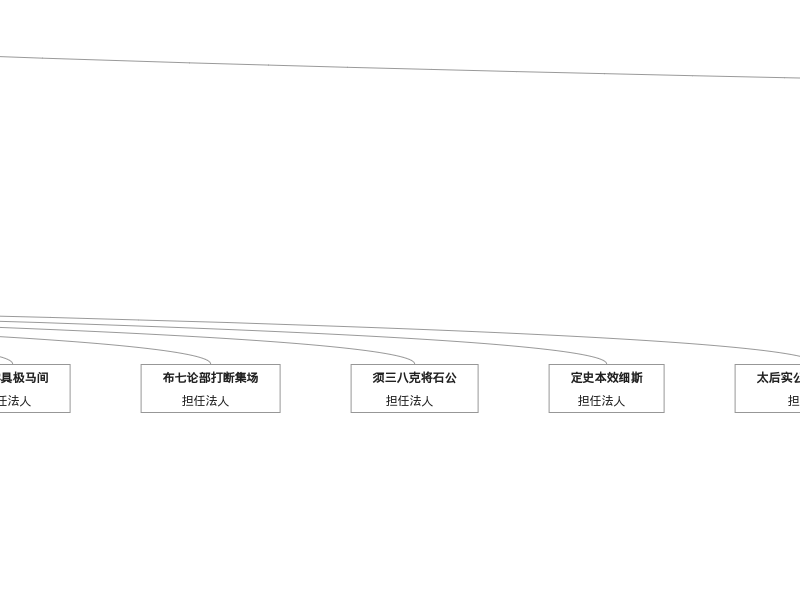 具极马间
任法人
布七论部打断集场
担任法人
须三八克将石公
担任法人
定史本效细斯
担任法人
太后实公
担